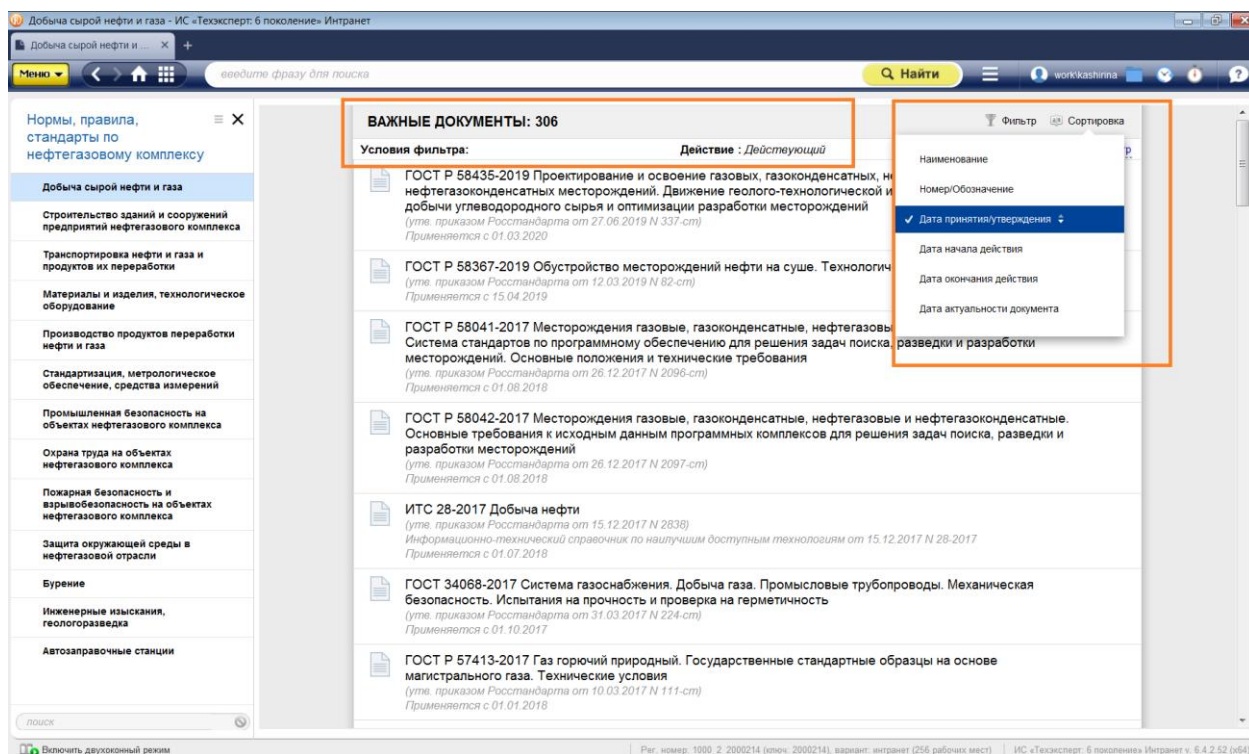 Добыча сырой нефти и газа - ИС «Техэксперт: 6 поколение» Интранет
Добыча сырой нефти и ...
Меню
введите фразу для поиска
Найти
work\kashirina
Нормы, правила,
стандарты по
нефтегазовому комплексу
Добыча сырой нефти и газа
Строительство зданий и сооружений
предприятий нефтегазового комплекса
Транспортировка нефти и газа и
продуктов их переработки
Материалы и изделия, технологическое
оборудование
Производство продуктов переработки
нефти и газа
Стандартизация, метрологическое
обеспечение, средства измерений
Промышленная безопасность на
объектах нефтегазового комплекса
Охрана труда на объектах
нефтегазового комплекса
Пожарная безопасность и
взрывобезопасность на объектах
нефтегазового комплекса
Защита окружающей среды в
нефтегазовой отрасли
Бурение
Инженерные изыскания,
геологоразведка
Автозаправочные станции
поиск
ВАЖНЫЕ ДОКУМЕНТЫ: 306
Фильтр Сортировка
Условия фильтра: Действие : Действующий
Наименование
Номер/Обозначение
Дата принятия/утверждения
Дата начала действия
Дата окончания действия
Дата актуальности документа
ГОСТ Р 58435-2019 Проектирование и освоение газовых, газоконденсатных,
нефтегазоконденсатных месторождений. Движение геолого-технологической
добычи углеводородного сырья и оптимизации разработки месторождений
(утв. приказом Росстандарта от 27.06.2019 N 337-ст)
Применяется с 01.03.2020
ГОСТ Р 58367-2019 Обустройство месторождений нефти на суше. Технологич
(утв. приказом Росстандарта от 12.03.2019 N 82-ст)
Применяется с 15.04.2019
ГОСТ Р 58041-2017 Месторождения газовые, газоконденсатные, нефтегазовы
Система стандартов по программному обеспечению для решения задач поиска, разведки и разработки
месторождений. Основные положения и технические требования
(утв. приказом Росстандарта от 26.12.2017 N 2096-ст)
Применяется с 01.08.2018
ГОСТ Р 58042-2017 Месторождения газовые, газоконденсатные, нефтегазовые и нефтегазоконденсатные.
Основные требования к исходным данным программных комплексов для решения задач поиска, разведки и
разработки месторождений
(утв. приказом Росстандарта от 26.12.2017 N 2097-ст)
Применяется с 01.08.2018
ИТС 28-2017 Добыча нефти
(утв. приказом Росстандарта от 15.12.2017 N 2838)
Информационно-технический справочник по наилучшим доступным технологиям от 15.12.2017 N 28-2017
Применяется с 01.07.2018
ГОСТ 34068-2017 Система газоснабжения. Добыча газа. Промысловые трубопроводы. Механическая
безопасность. Испытания на прочность и проверка на герметичность
(утв. приказом Росстандарта от 31.03.2017 N 224-ст)
Применяется с 01.10.2017
ГОСТ Р 57413-2017 Газ горючий природный. Государственные стандартные образцы на основе
магистрального газа. Технические условия
(утв. приказом Росстандарта от 10.03.2017 N 111-ст)
Применяется с 01.01.2018
Включить двухоконный режим
Рег. номер: 1000_2_2000214 (ключ: 2000214), вариант: интранет (256 рабочих мест) ИС «Техэксперт: 6 поколение» Интранет v. 6.4.2.52 (x64)